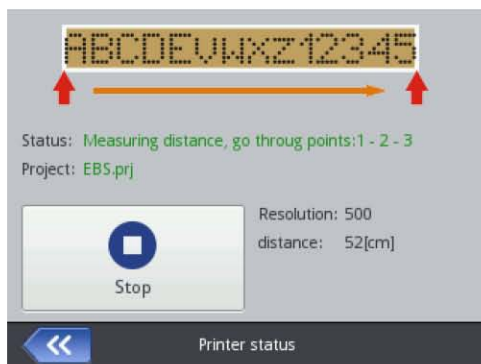 ABCDEVWXZ12345
Status: Measuring distance, go throug points:1 - 2 - 3
Project: EBS.prj
Resolution: 500
distance: 52[cm]
Stop
Printer status